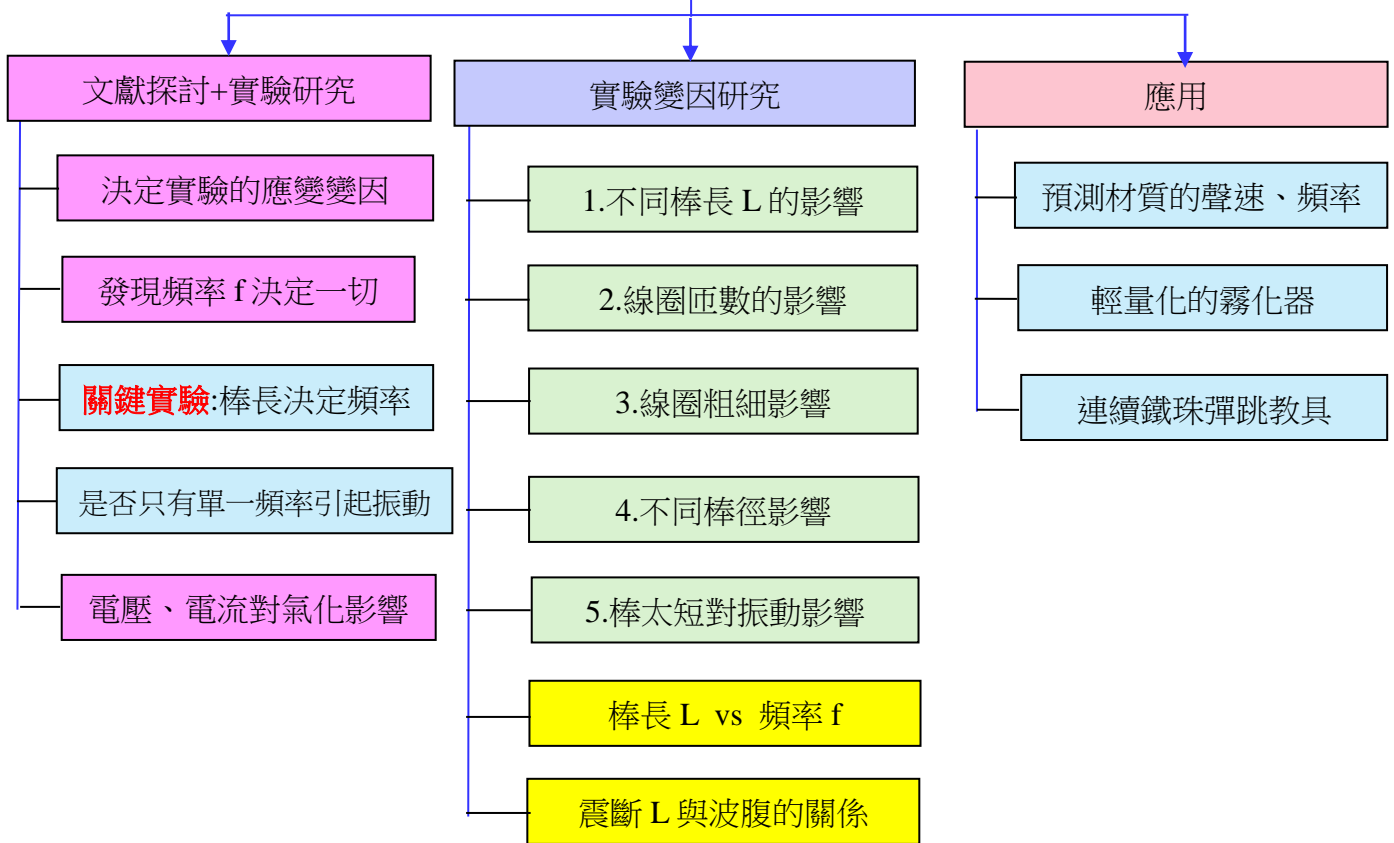 文獻探討+實驗研究
決定實驗的應變變因
發現頻率 f 決定一切
關鍵實驗:棒長決定頻率
是否只有單一頻率引起振動
電壓、電流對氣化影響
實驗變因研究
1.不同棒長 L 的影響
2.線圈匝數的影響
3.線圈粗細影響
4.不同棒徑影響
5.棒太短對振動影響
棒長 L vs 頻率 f
震斷 L 與波腹的關係
應用
預測材質的聲速、頻率
輕量化的霧化器
連續鐵珠彈跳教具